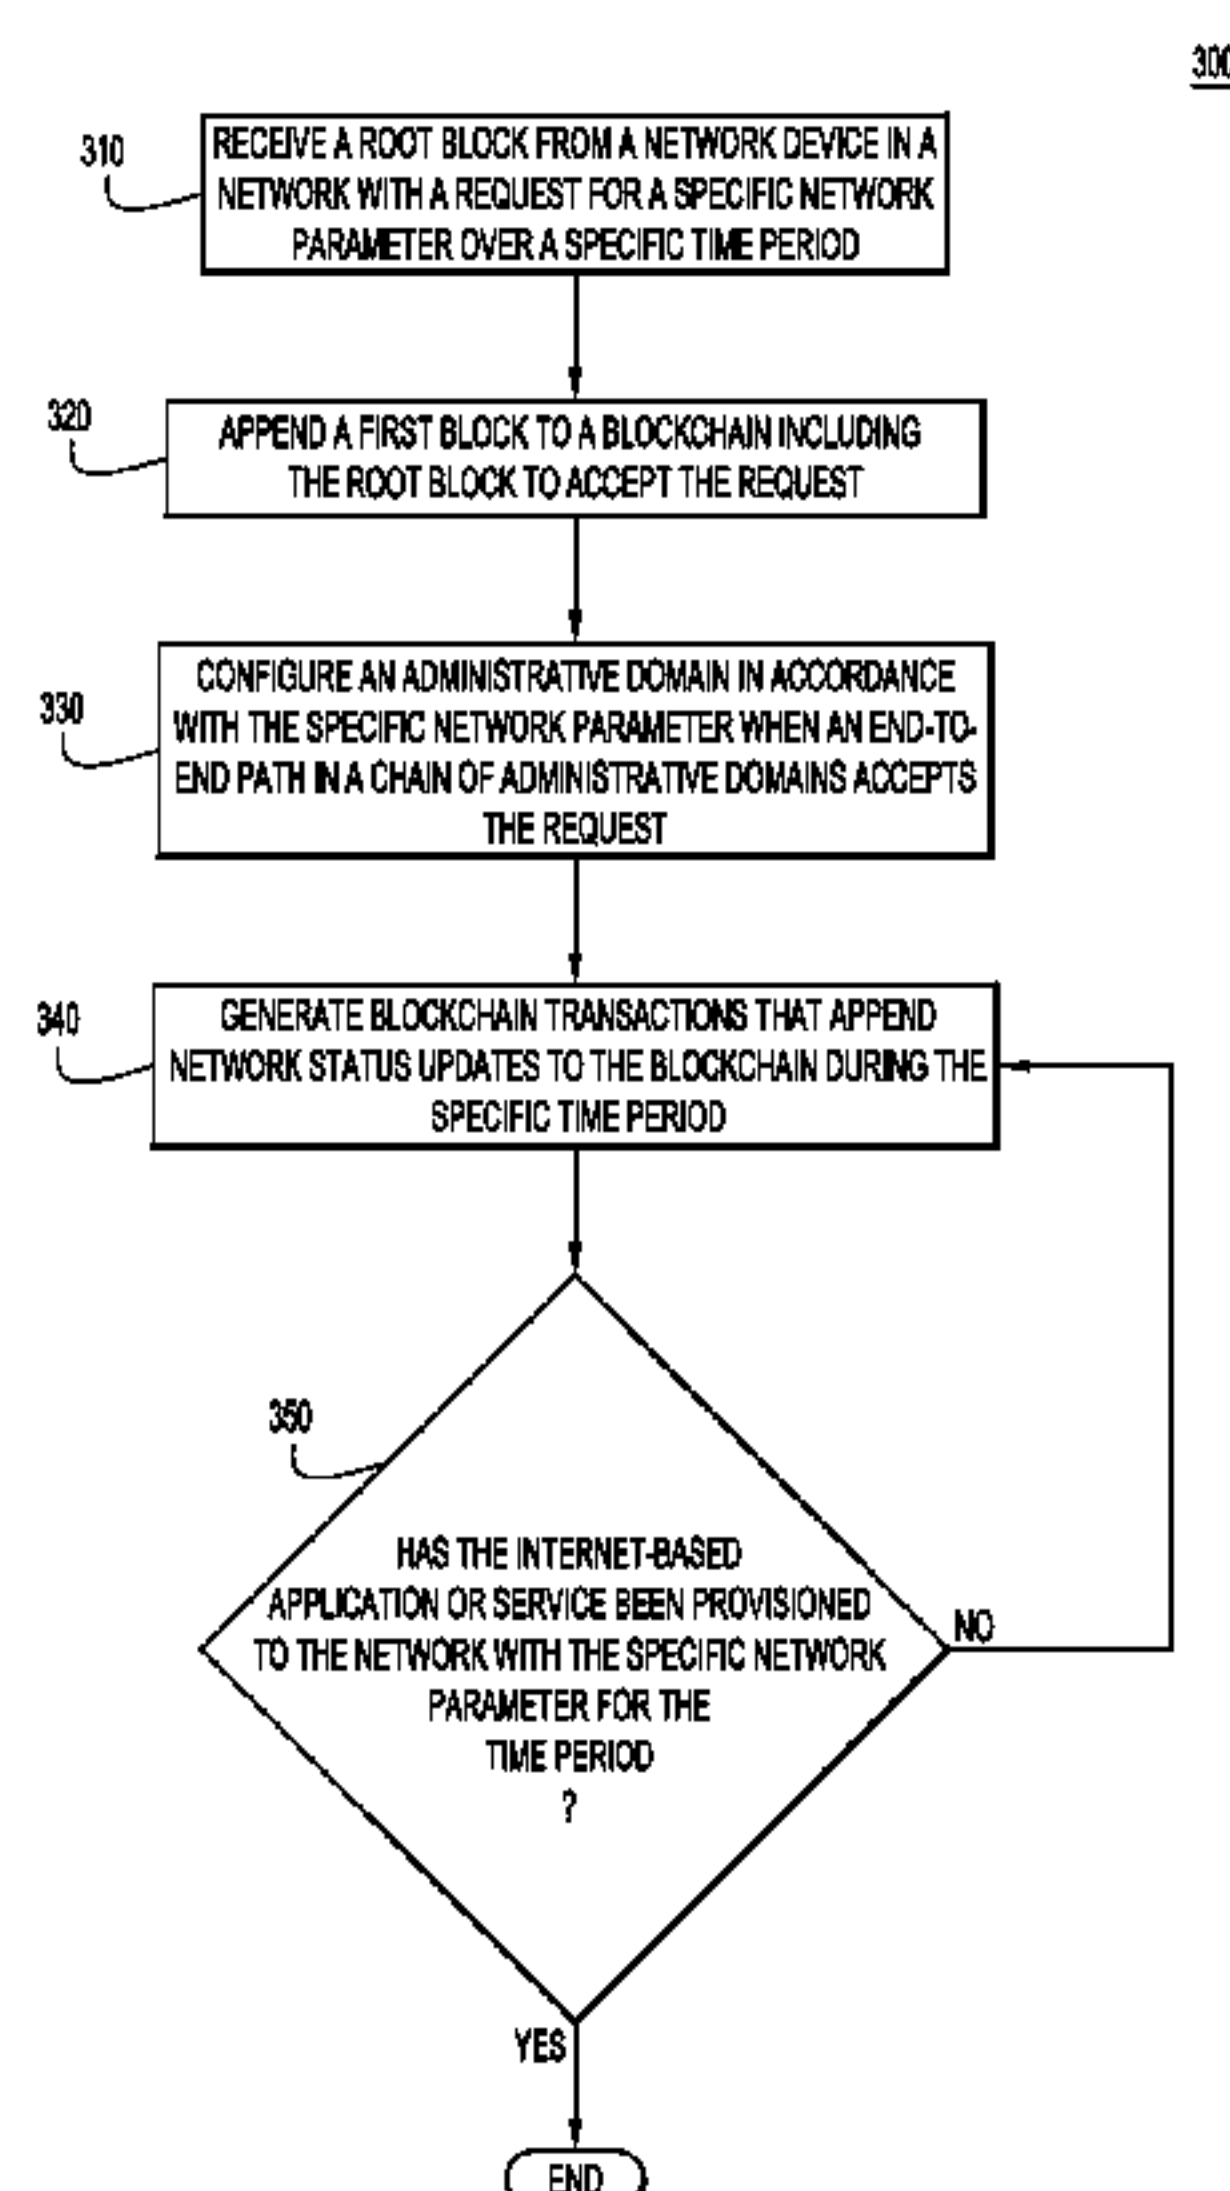 300
310
RECEIVE A ROOT BLOCK FROM A NETWORK DEVICE IN A
NETWORK WITH A REQUEST FOR A SPECIFIC NETWORK
PARAMETER OVER A SPECIFIC TIME PERIOD
320
APPEND A FIRST BLOCK TO A BLOCKCHAIN INCLUDING
THE ROOT BLOCK TO ACCEPT THE REQUEST
330
CONFIGURE AN ADMINISTRATIVE DOMAIN IN ACCORDANCE
WITH THE SPECIFIC NETWORK PARAMETER WHEN AN END-TO-
END PATH IN A CHAIN OF ADMINISTRATIVE DOMAINS ACCEPTS
THE REQUEST
340
GENERATE BLOCKCHAIN TRANSACTIONS THAT APPEND
NETWORK STATUS UPDATES TO THE BLOCKCHAIN DURING THE
SPECIFIC TIME PERIOD
350
HAS THE INTERNET-BASED
APPLICATION OR SERVICE BEEN PROVISIONED
TO THE NETWORK WITH THE SPECIFIC NETWORK
PARAMETER FOR THE
TIME PERIOD
?
NO
YES
END